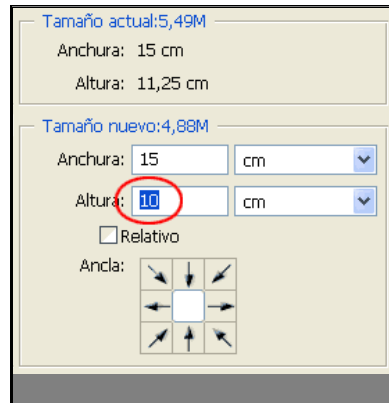 Tamaño actual:5,49M
Anchura: 15 cm
Altura: 11,25 cm
Tamaño nuevo:4,88M
Anchura: 15 cm
Altura: 10 cm
Relativo
Ancla: